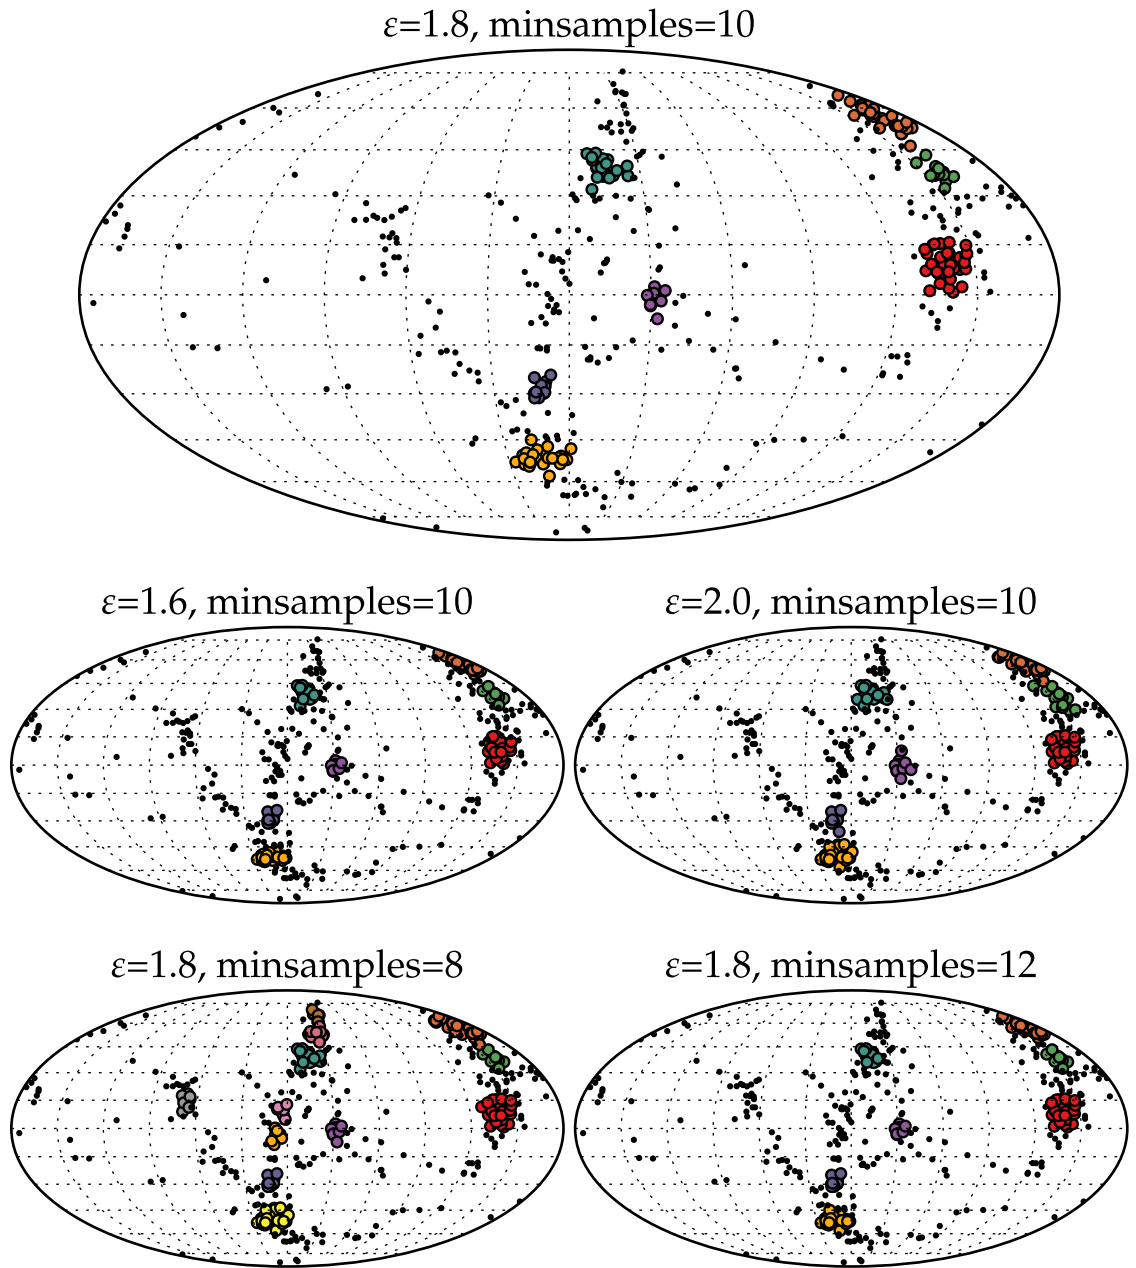 ε=1.8, minsamples=10
ε=1.6, minsamples=10
ε=2.0, minsamples=10
ε=1.8, minsamples=8
ε=1.8, minsamples=12